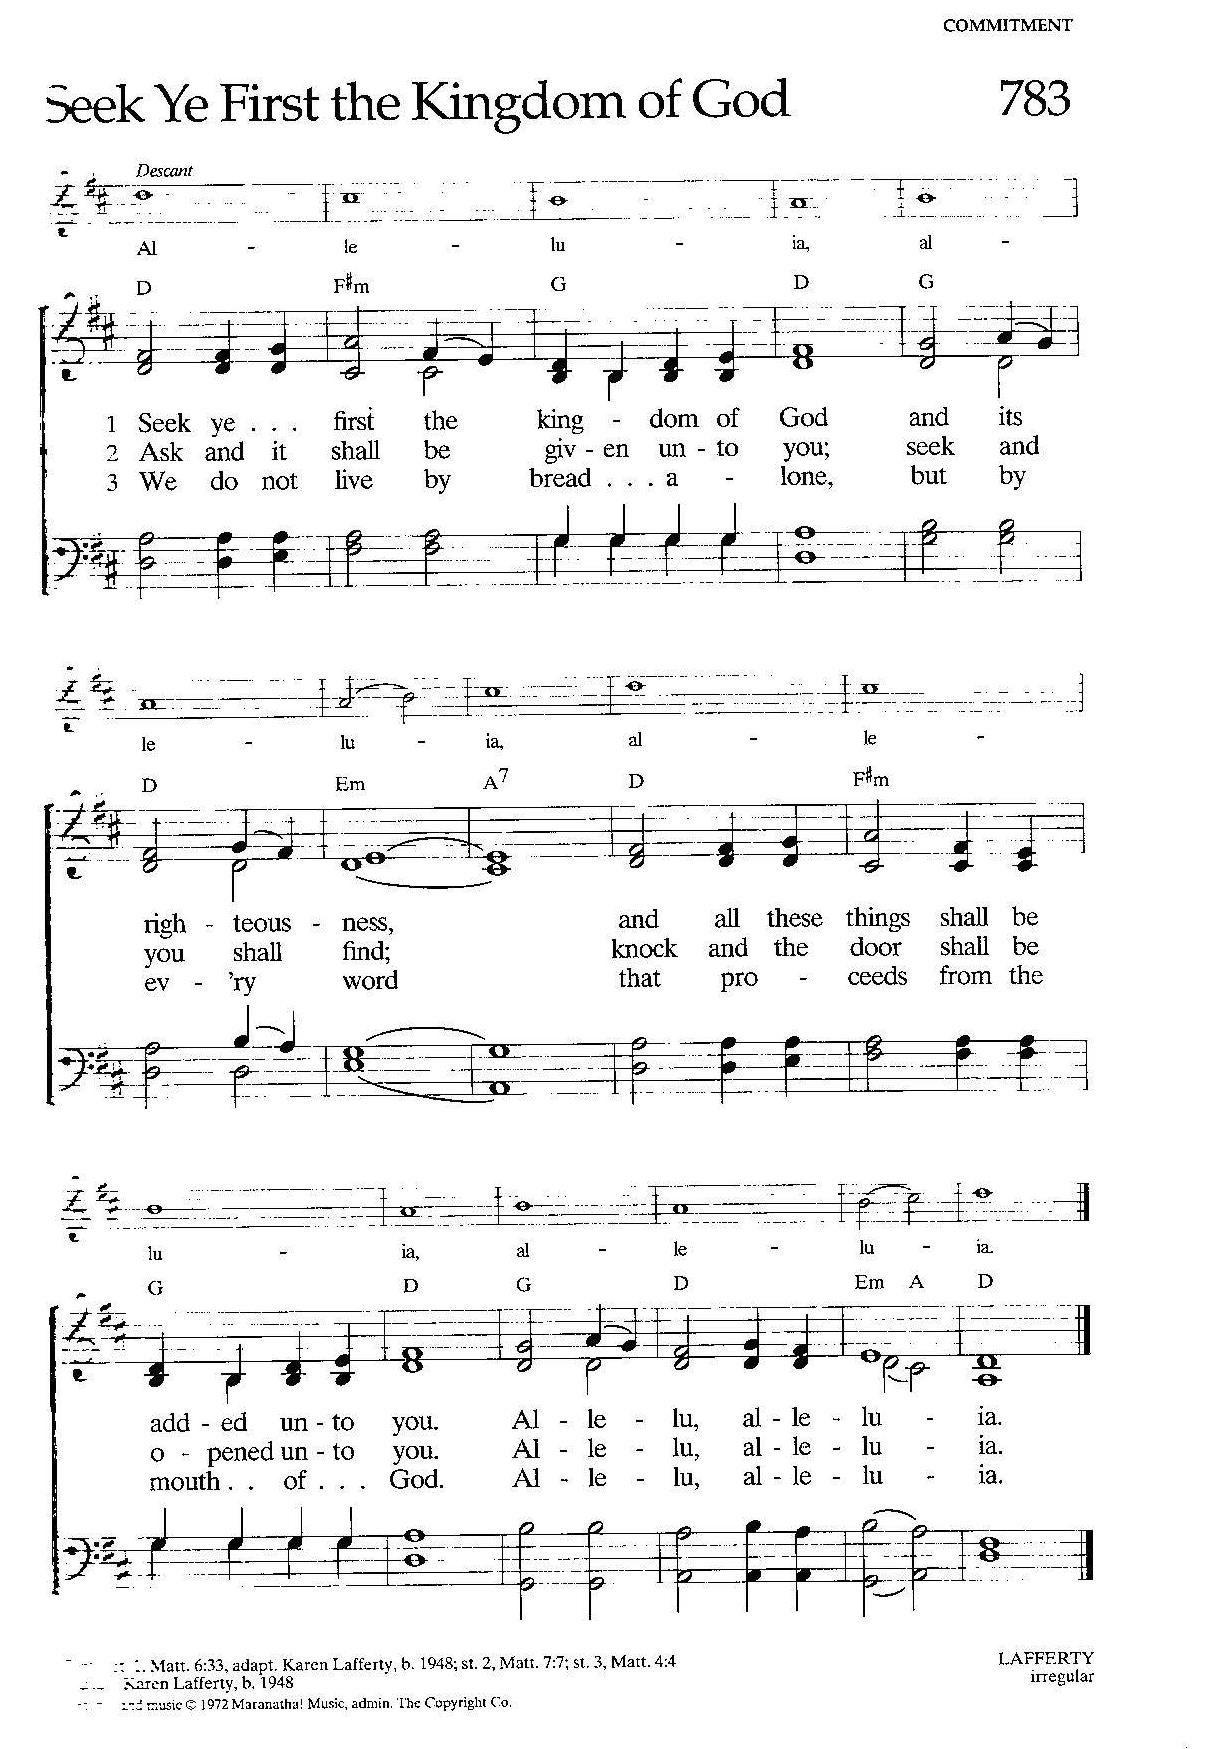 COMMITMENT
Seek Ye First the Kingdom of God 783
Descant
Al - le - lu - ia, al -
D F#m G D G
1 Seek ye . . . first the king - dom of God and its
2 Ask and it shall be giv - en un - to you; seek and
3 We do not live by bread . . . a - lone, but by
le - lu - ia, al - le -
D Em A7 D F#m
righ - teous - ness, and all these things shall be
you shall find; knock and the door shall be
ev - 'ry word that pro - ceeds from the
lu - ia, al - le - lu - ia.
G D G D Em A D
add - ed un - to you. Al - le - lu, al - le - lu - ia.
o - pened un - to you. Al - le - lu, al - le - lu - ia.
mouth . . of . . . God. Al - le - lu, al - le - lu - ia.
Matt. 6:33, adapt. Karen Lafferty, b. 1948; st. 2, Matt. 7:7; st. 3, Matt. 4:4
Karen Lafferty, b. 1948
and music © 1972 Maranatha! Music, admin. The Copyright Co.
LAFFERTY
irregular